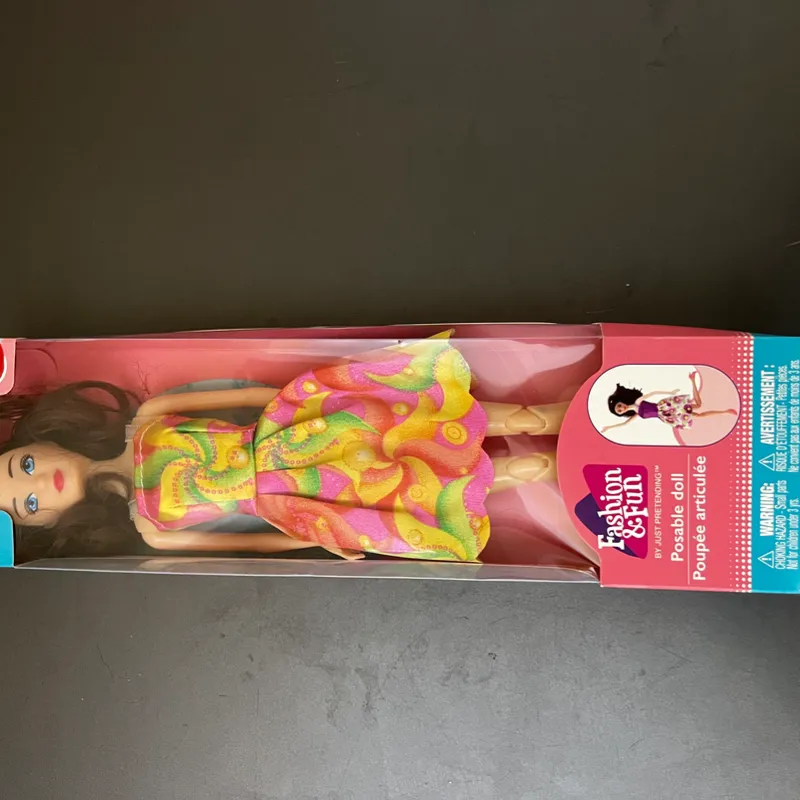 Fashion
& Fun
BY JUST PRETENDING™
Posable doll
Poupée articulée
WARNING:
CHOKING HAZARD - Small parts
Not for children under 3 yrs.
AVERTISSEMENT :
RISQUE D'ÉTOUFFEMENT - Petites pièces.
Ne convient pas aux enfants de moins de 3 ans.